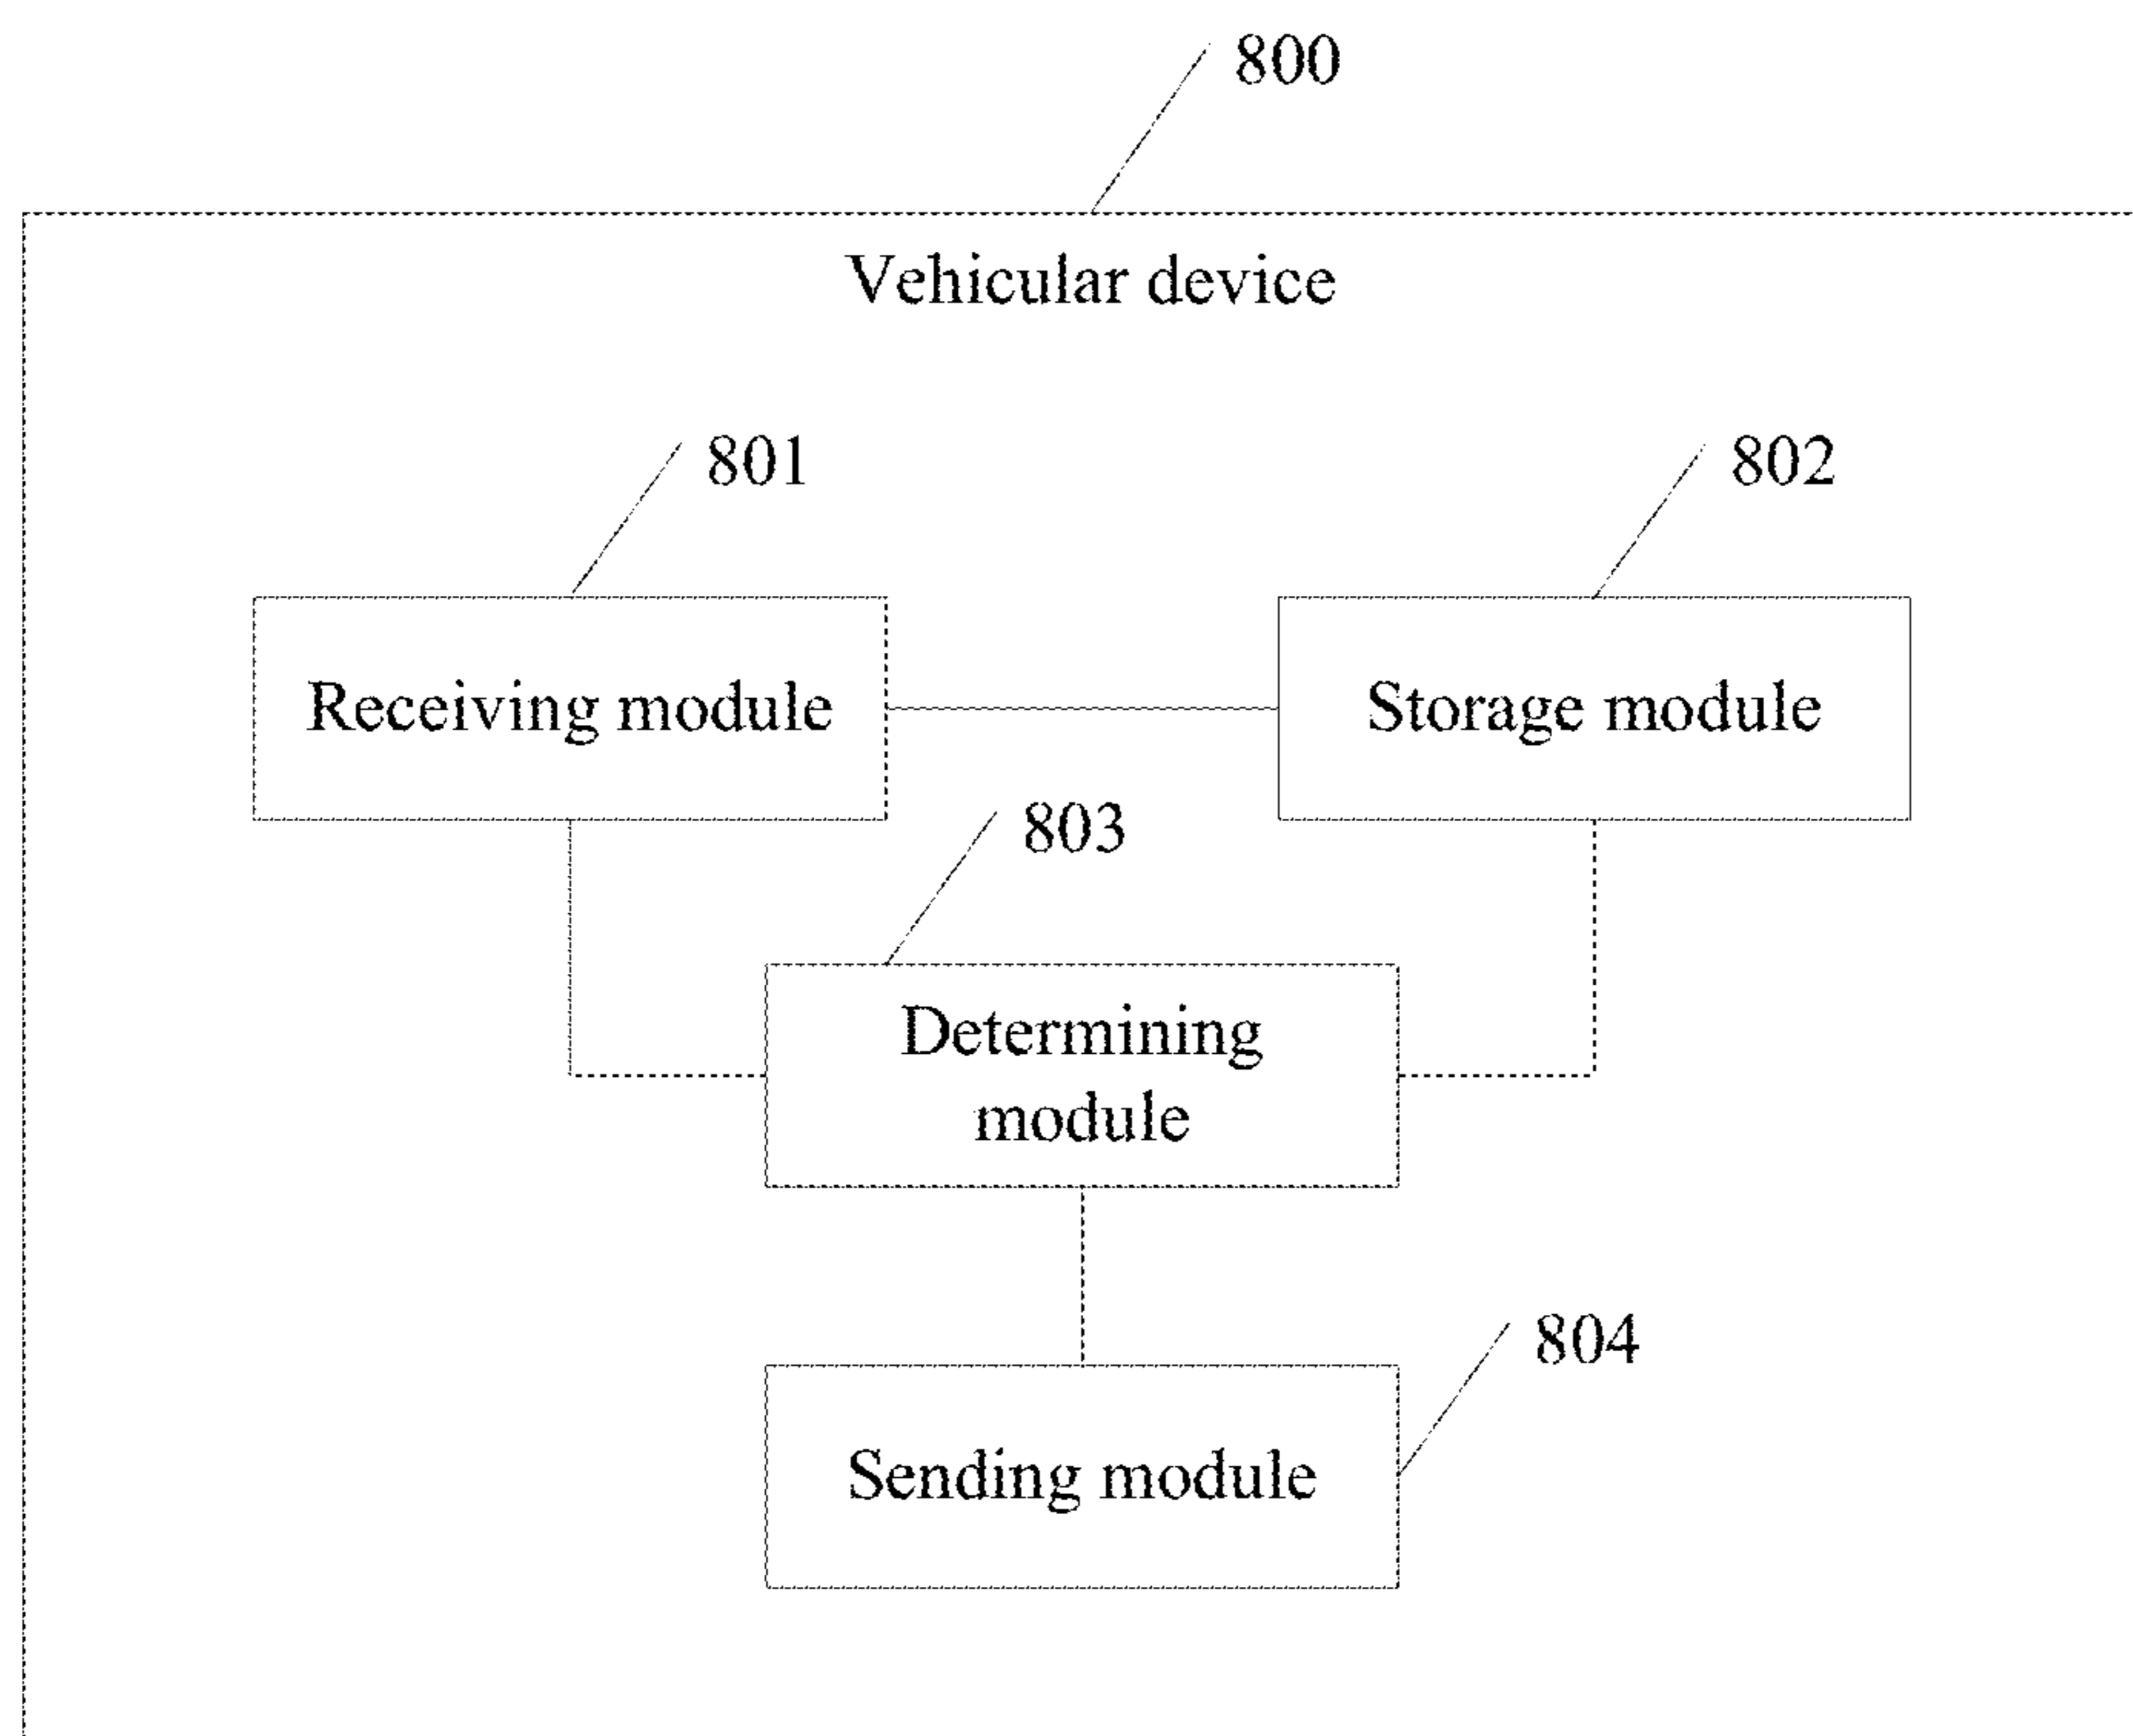 800
Vehicular device
801
802
Receiving module
Storage module
803
Determining
module
804
Sending module